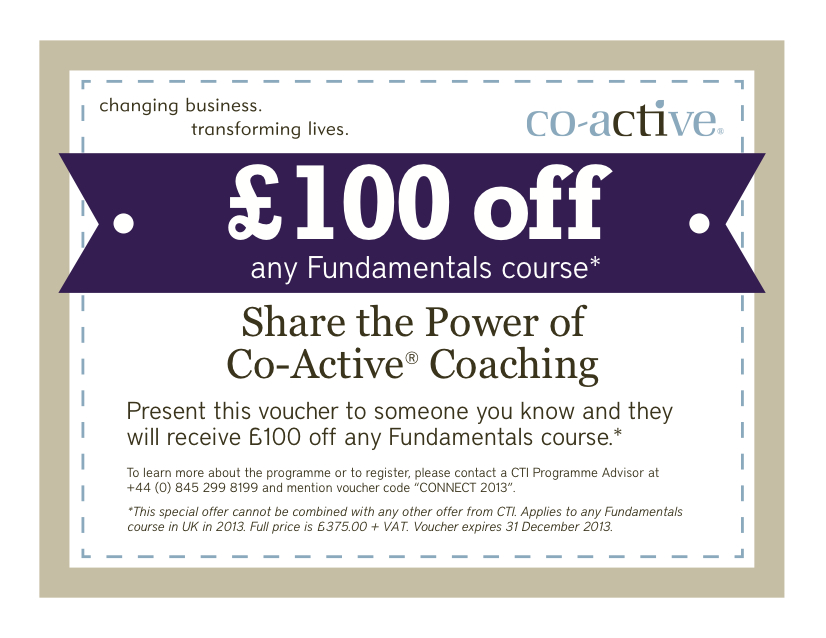 changing business.
transforming lives.
co-active®
£100 off
any Fundamentals course*
Share the Power of
Co-Active® Coaching
Present this voucher to someone you know and they
will receive £100 off any Fundamentals course.*
To learn more about the programme or to register, please contact a CTI Programme Advisor at
+44 (0) 845 299 8199 and mention voucher code “CONNECT 2013”.
*This special offer cannot be combined with any other offer from CTI. Applies to any Fundamentals
course in UK in 2013. Full price is £375.00 + VAT. Voucher expires 31 December 2013.